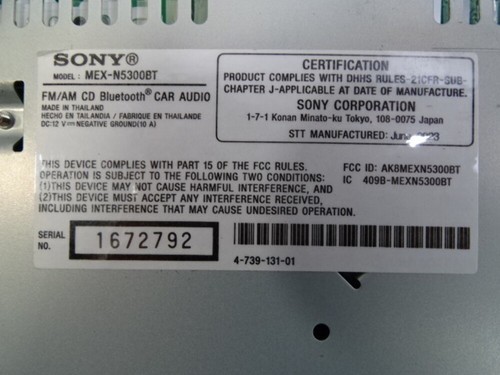 SONY®
MODEL: MEX-N5300BT
FM/AM CD Bluetooth® CAR AUDIO
MADE IN THAILAND
HECHO EN TAILANDIA / FABRIQUE EN THAILANDE
DC:12 V⎓NEGATIVE GROUND(10 A)
CERTIFICATION
PRODUCT COMPLIES WITH DHHS RULES-21CFR-SUB-
CHAPTER J-APPLICABLE AT DATE OF MANUFACTURE.
SONY CORPORATION
1-7-1 Konan Minato-ku Tokyo, 108-0075 Japan
STT MANUFACTURED:
THIS DEVICE COMPLIES WITH PART 15 OF THE FCC RULES.
OPERATION IS SUBJECT TO THE FOLLOWING TWO CONDITIONS:
(1)THIS DEVICE MAY NOT CAUSE HARMFUL INTERFERENCE, AND
(2)THIS DEVICE MUST ACCEPT ANY INTERFERENCE RECEIVED,
INCLUDING INTERFERENCE THAT MAY CAUSE UNDESIRED OPERATION.
FCC ID: AK8MEXN5300BT
IC 409B-MEXN5300BT
SERIAL
NO.
1672792
4-739-131-01